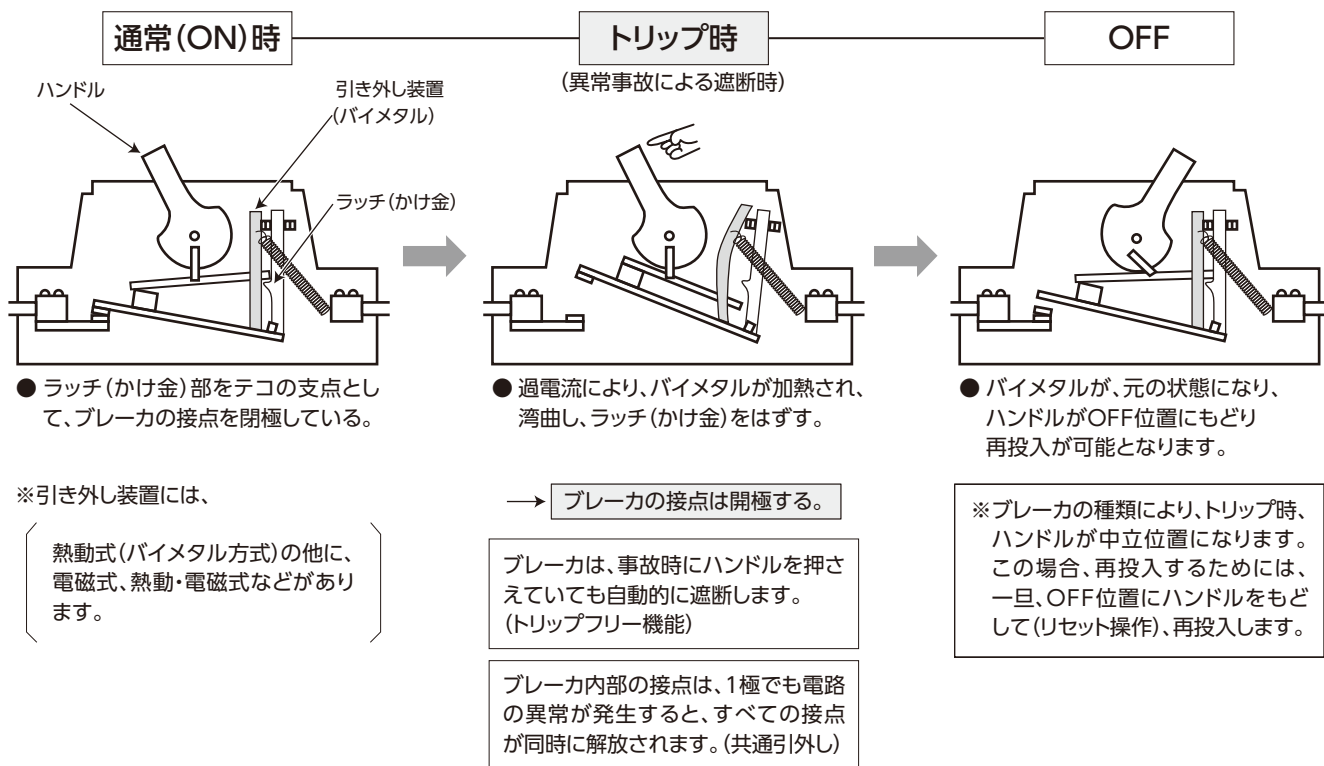 通常(ON)時
トリップ時
OFF
(異常事故による遮断時)
ハンドル
引き外し装置
(バイメタル)
ラッチ(かけ金)
● ラッチ(かけ金)部をテコの支点とし
て、ブレーカの接点を閉極している。
● 過電流により、バイメタルが加熱され、
湾曲し、ラッチ(かけ金)をはずす。
● バイメタルが、元の状態になり、
ハンドルがOFF位置にもどり
再投入が可能となります。
※引き外し装置には、
熱動式(バイメタル方式)の他に、
電磁式、熱動・電磁式などがあり
ます。
ブレーカの接点は開極する。
ブレーカは、事故時にハンドルを押さ
えていても自動的に遮断します。
(トリップフリー機能)
ブレーカ内部の接点は、1極でも電路
の異常が発生すると、すべての接点
が同時に解放されます。(共通引外し)
※ブレーカの種類により、トリップ時、
ハンドルが中立位置になります。
この場合、再投入するためには、
一旦、OFF位置にハンドルをもど
して(リセット操作)、再投入します。